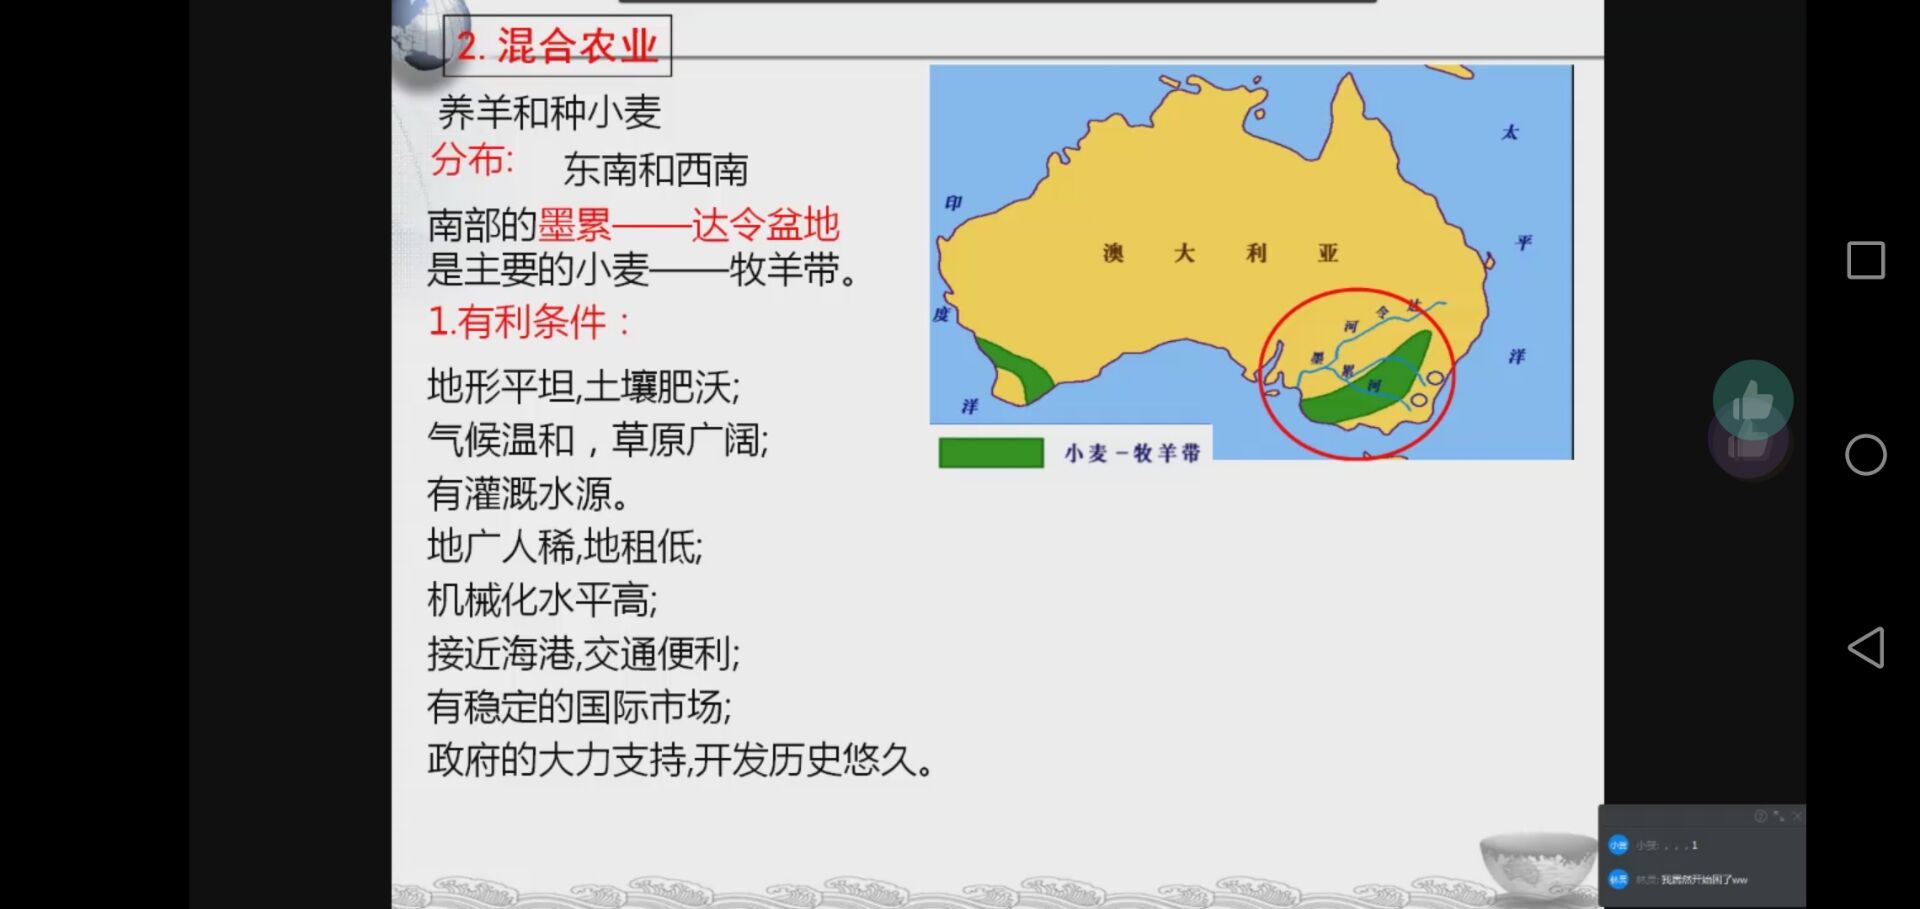 2. 混合农业
养羊和种小麦
分布:
东南和西南
南部的墨累——达令盆地
是主要的小麦——牧羊带。
1.有利条件：
地形平坦,土壤肥沃;
气候温和，草原广阔;
有灌溉水源。
地广人稀,地租低;
机械化水平高;
接近海港,交通便利;
有稳定的国际市场;
政府的大力支持,开发历史悠久。
印
度
洋
澳大利亚
太
平
洋
达
令
河
墨
累
河
小麦－牧羊带
我居然开始困了ww